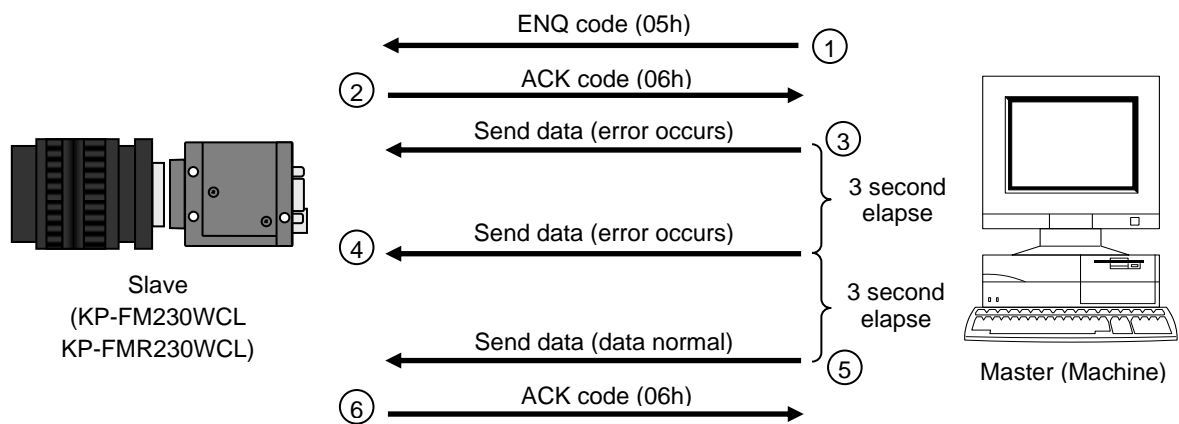 ENQ code (05h)
①
②
ACK code (06h)
Send data (error occurs)
③
3 second
elapse
④
Send data (error occurs)
3 second
elapse
Send data (data normal)
⑤
⑥
ACK code (06h)
Slave
(KP-FM230WCL
KP-FMR230WCL)
Master (Machine)